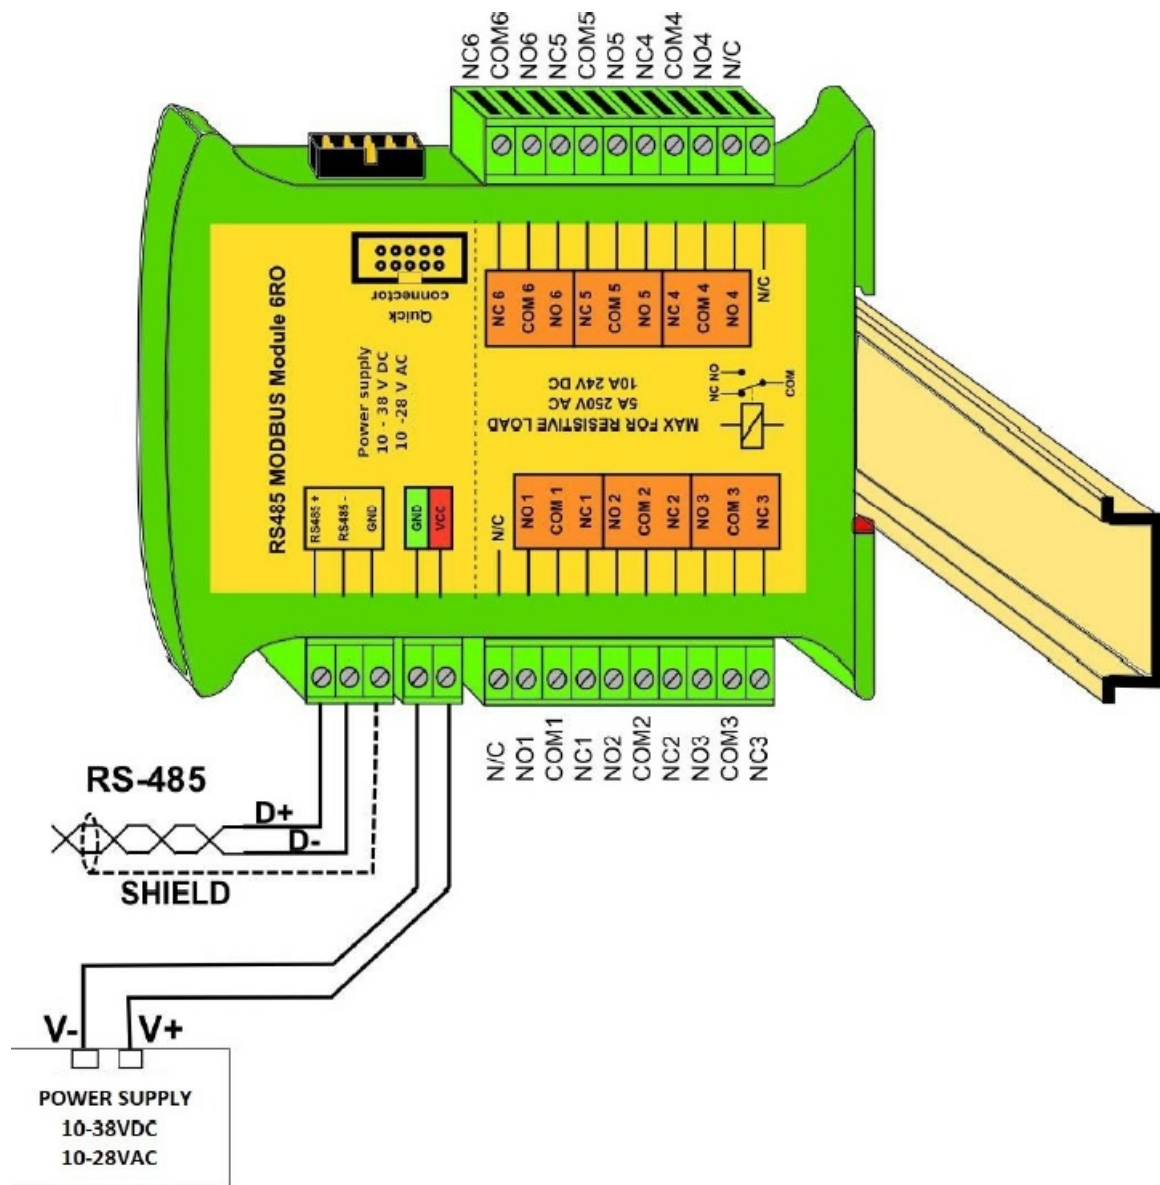 NC6
COM6
NO6
NC5
COM5
NO5
NC4
COM4
NO4
N/C
RS485 MODBUS Module 6RO
Quick
connector
Power supply
10 - 38 V DC
10 -28 V AC
NC 6
COM 6
NO 6
NC 5
COM 5
NO 5
NC 4
COM 4
NO 4
N/C
MAX FOR RESISTIVE LOAD
5A 250V AC
10A 24V DC
NC NO
COM
RS485 +
RS485 -
GND
GND
VCC
N/C
NO 1
COM 1
NC 1
NO 2
COM 2
NC 2
NO 3
COM 3
NC 3
N/C
NO1
COM1
NC1
NO2
COM2
NC2
NO3
COM3
NC3
RS-485
D+
D-
SHIELD
V-
V+
POWER SUPPLY
10-38VDC
10-28VAC